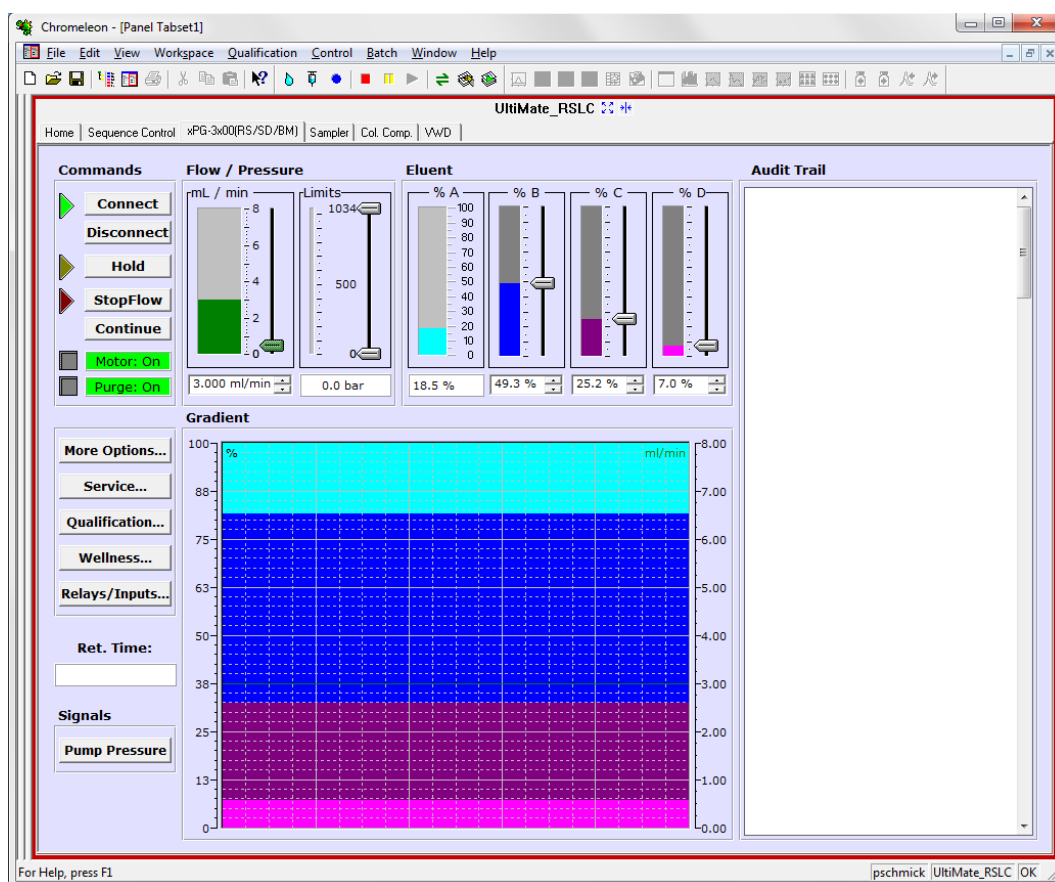 Chromeleon - [Panel Tabset1]
File Edit View Workspace Qualification Control Batch Window Help
UltiMate_RSLC
Home Sequence Control xPG-3x00(RS/SD/BM) Sampler Col. Comp. VWD
Commands
Connect
Disconnect
Hold
StopFlow
Continue
Motor: On
Purge: On
Flow / Pressure
mL / min
8
6
4
2
0
3.000 ml/min
Limits
1034
500
0
0.0 bar
Eluent
% A
100
90
80
70
60
50
40
30
20
10
0
18.5 %
% B
49.3 %
% C
25.2 %
% D
7.0 %
Audit Trail
More Options...
Service...
Qualification...
Wellness...
Relays/Inputs...
Ret. Time:
Signals
Pump Pressure
Gradient
% ml/min
100 8.00
88 7.00
75 6.00
63 5.00
50 4.00
38 3.00
25 2.00
13 1.00
0 0.00
For Help, press F1
pschmick UltiMate_RSLC OK